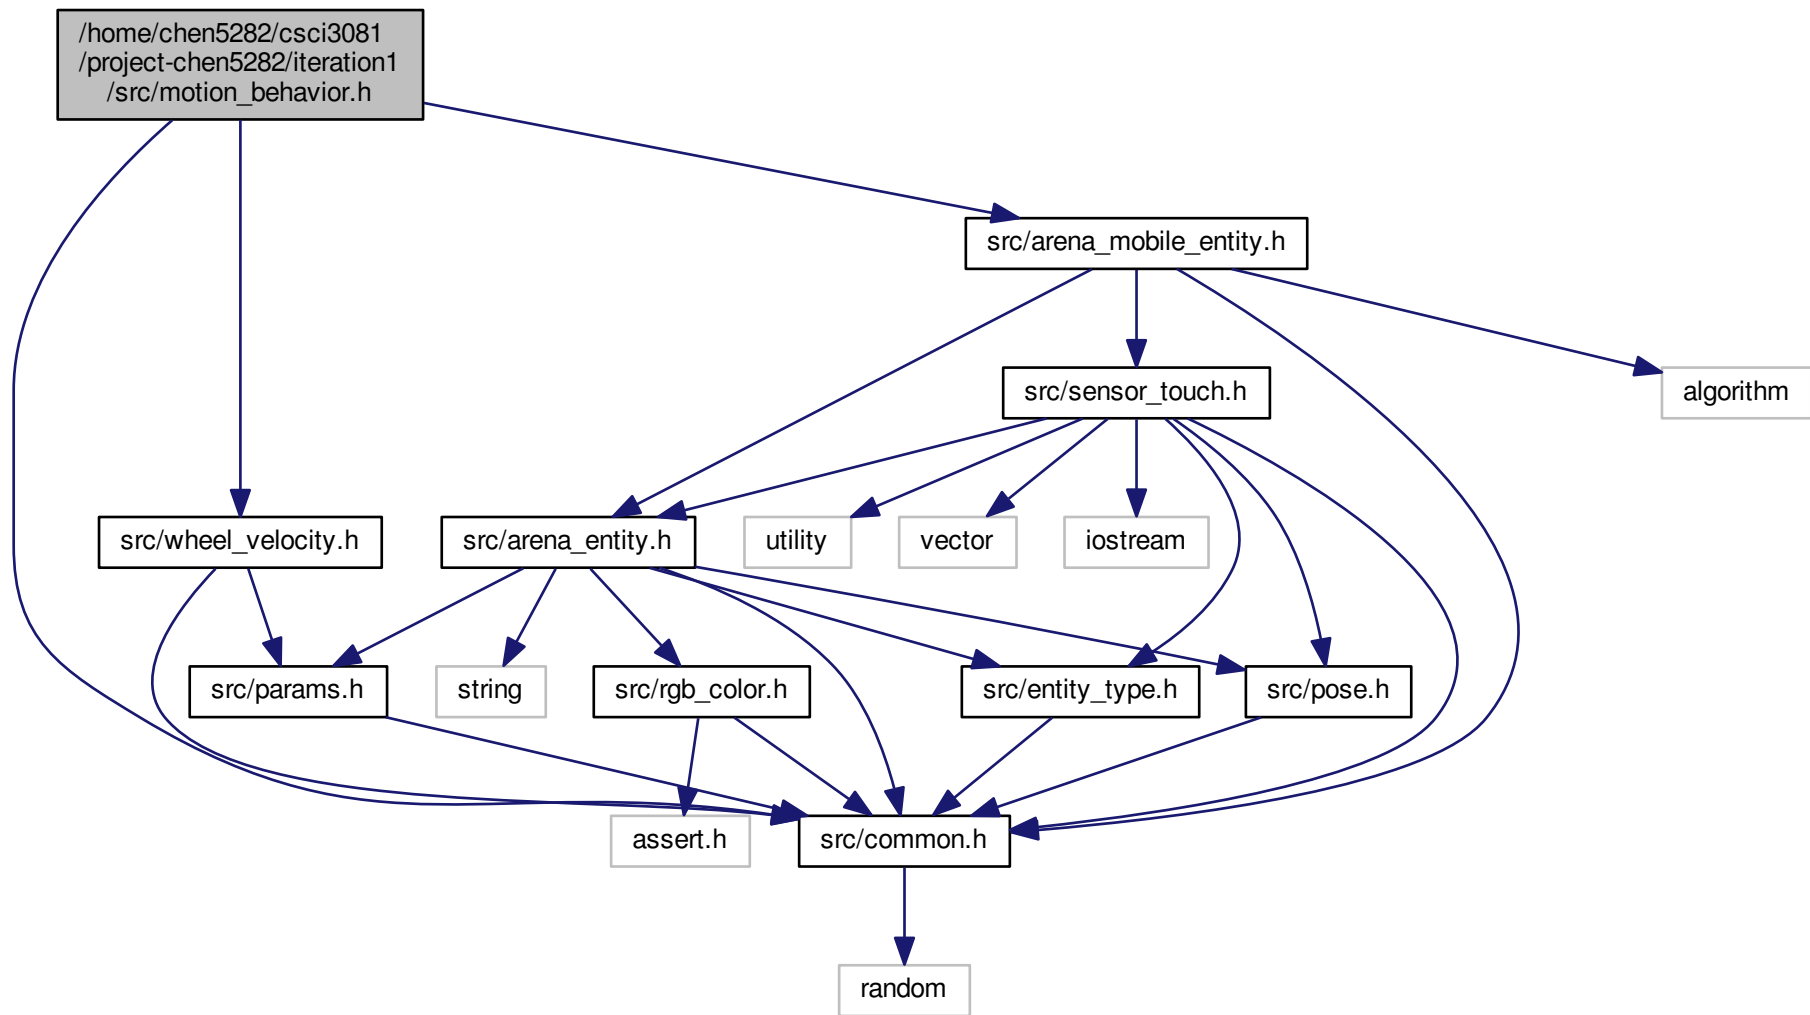 /home/chen5282/csci3081
/project-chen5282/iteration1
/src/motion_behavior.h
src/arena_mobile_entity.h
src/sensor_touch.h
algorithm
src/wheel_velocity.h
src/arena_entity.h
utility
vector
iostream
src/params.h
string
src/rgb_color.h
src/entity_type.h
src/pose.h
assert.h
src/common.h
random